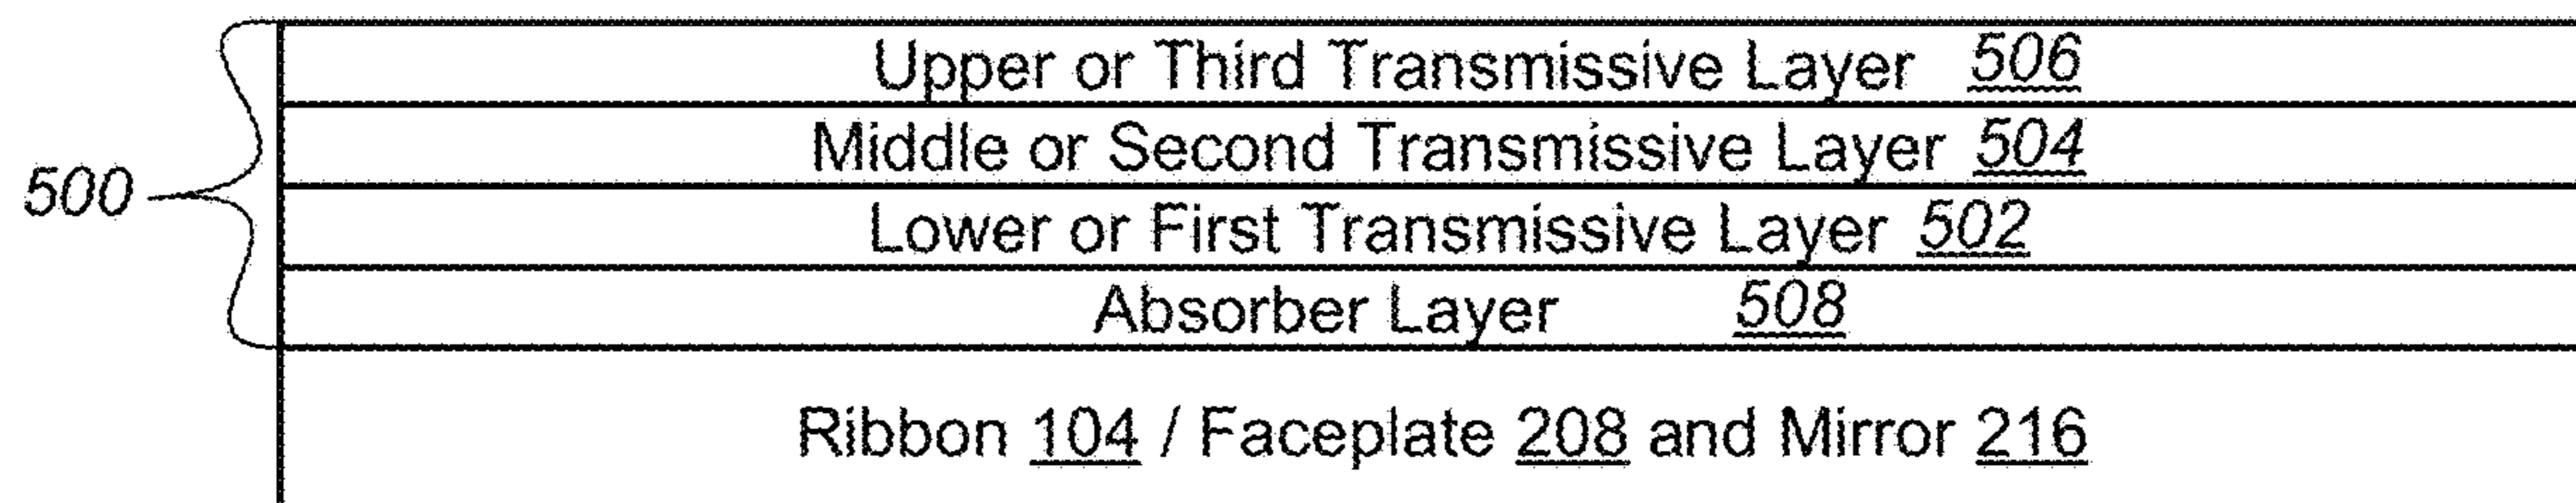 Upper or Third Transmissive Layer 506
Middle or Second Transmissive Layer 504
500
Lower or First Transmissive Layer 502
Absorber Layer 508
Ribbon 104 / Faceplate 208 and Mirror 216